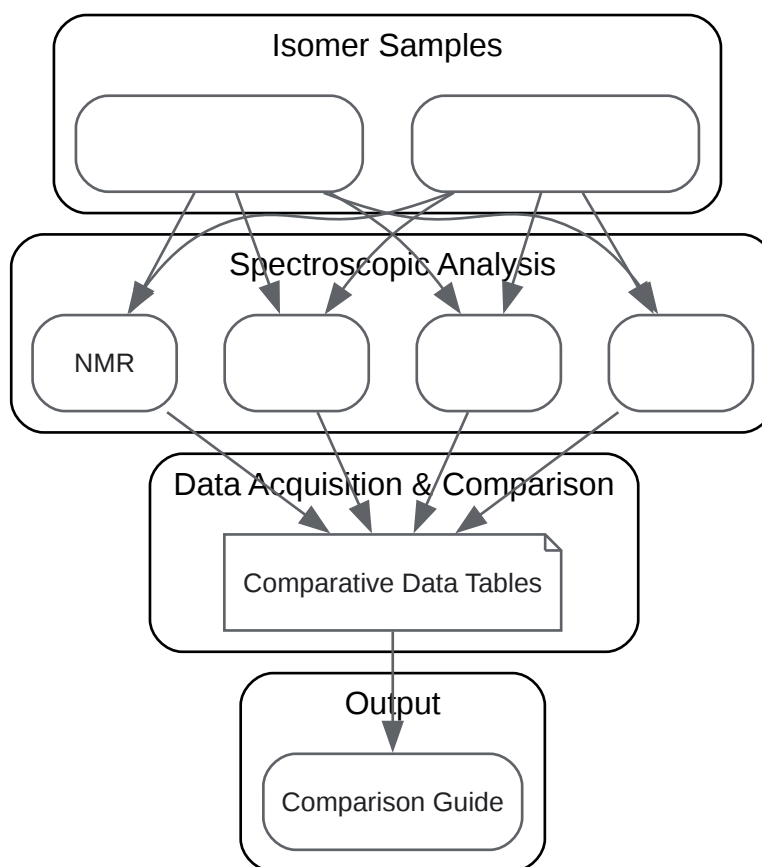 Isomer Samples
Spectroscopic Analysis
NMR
Data Acquisition & Comparison
Comparative Data Tables
Output
Comparison Guide